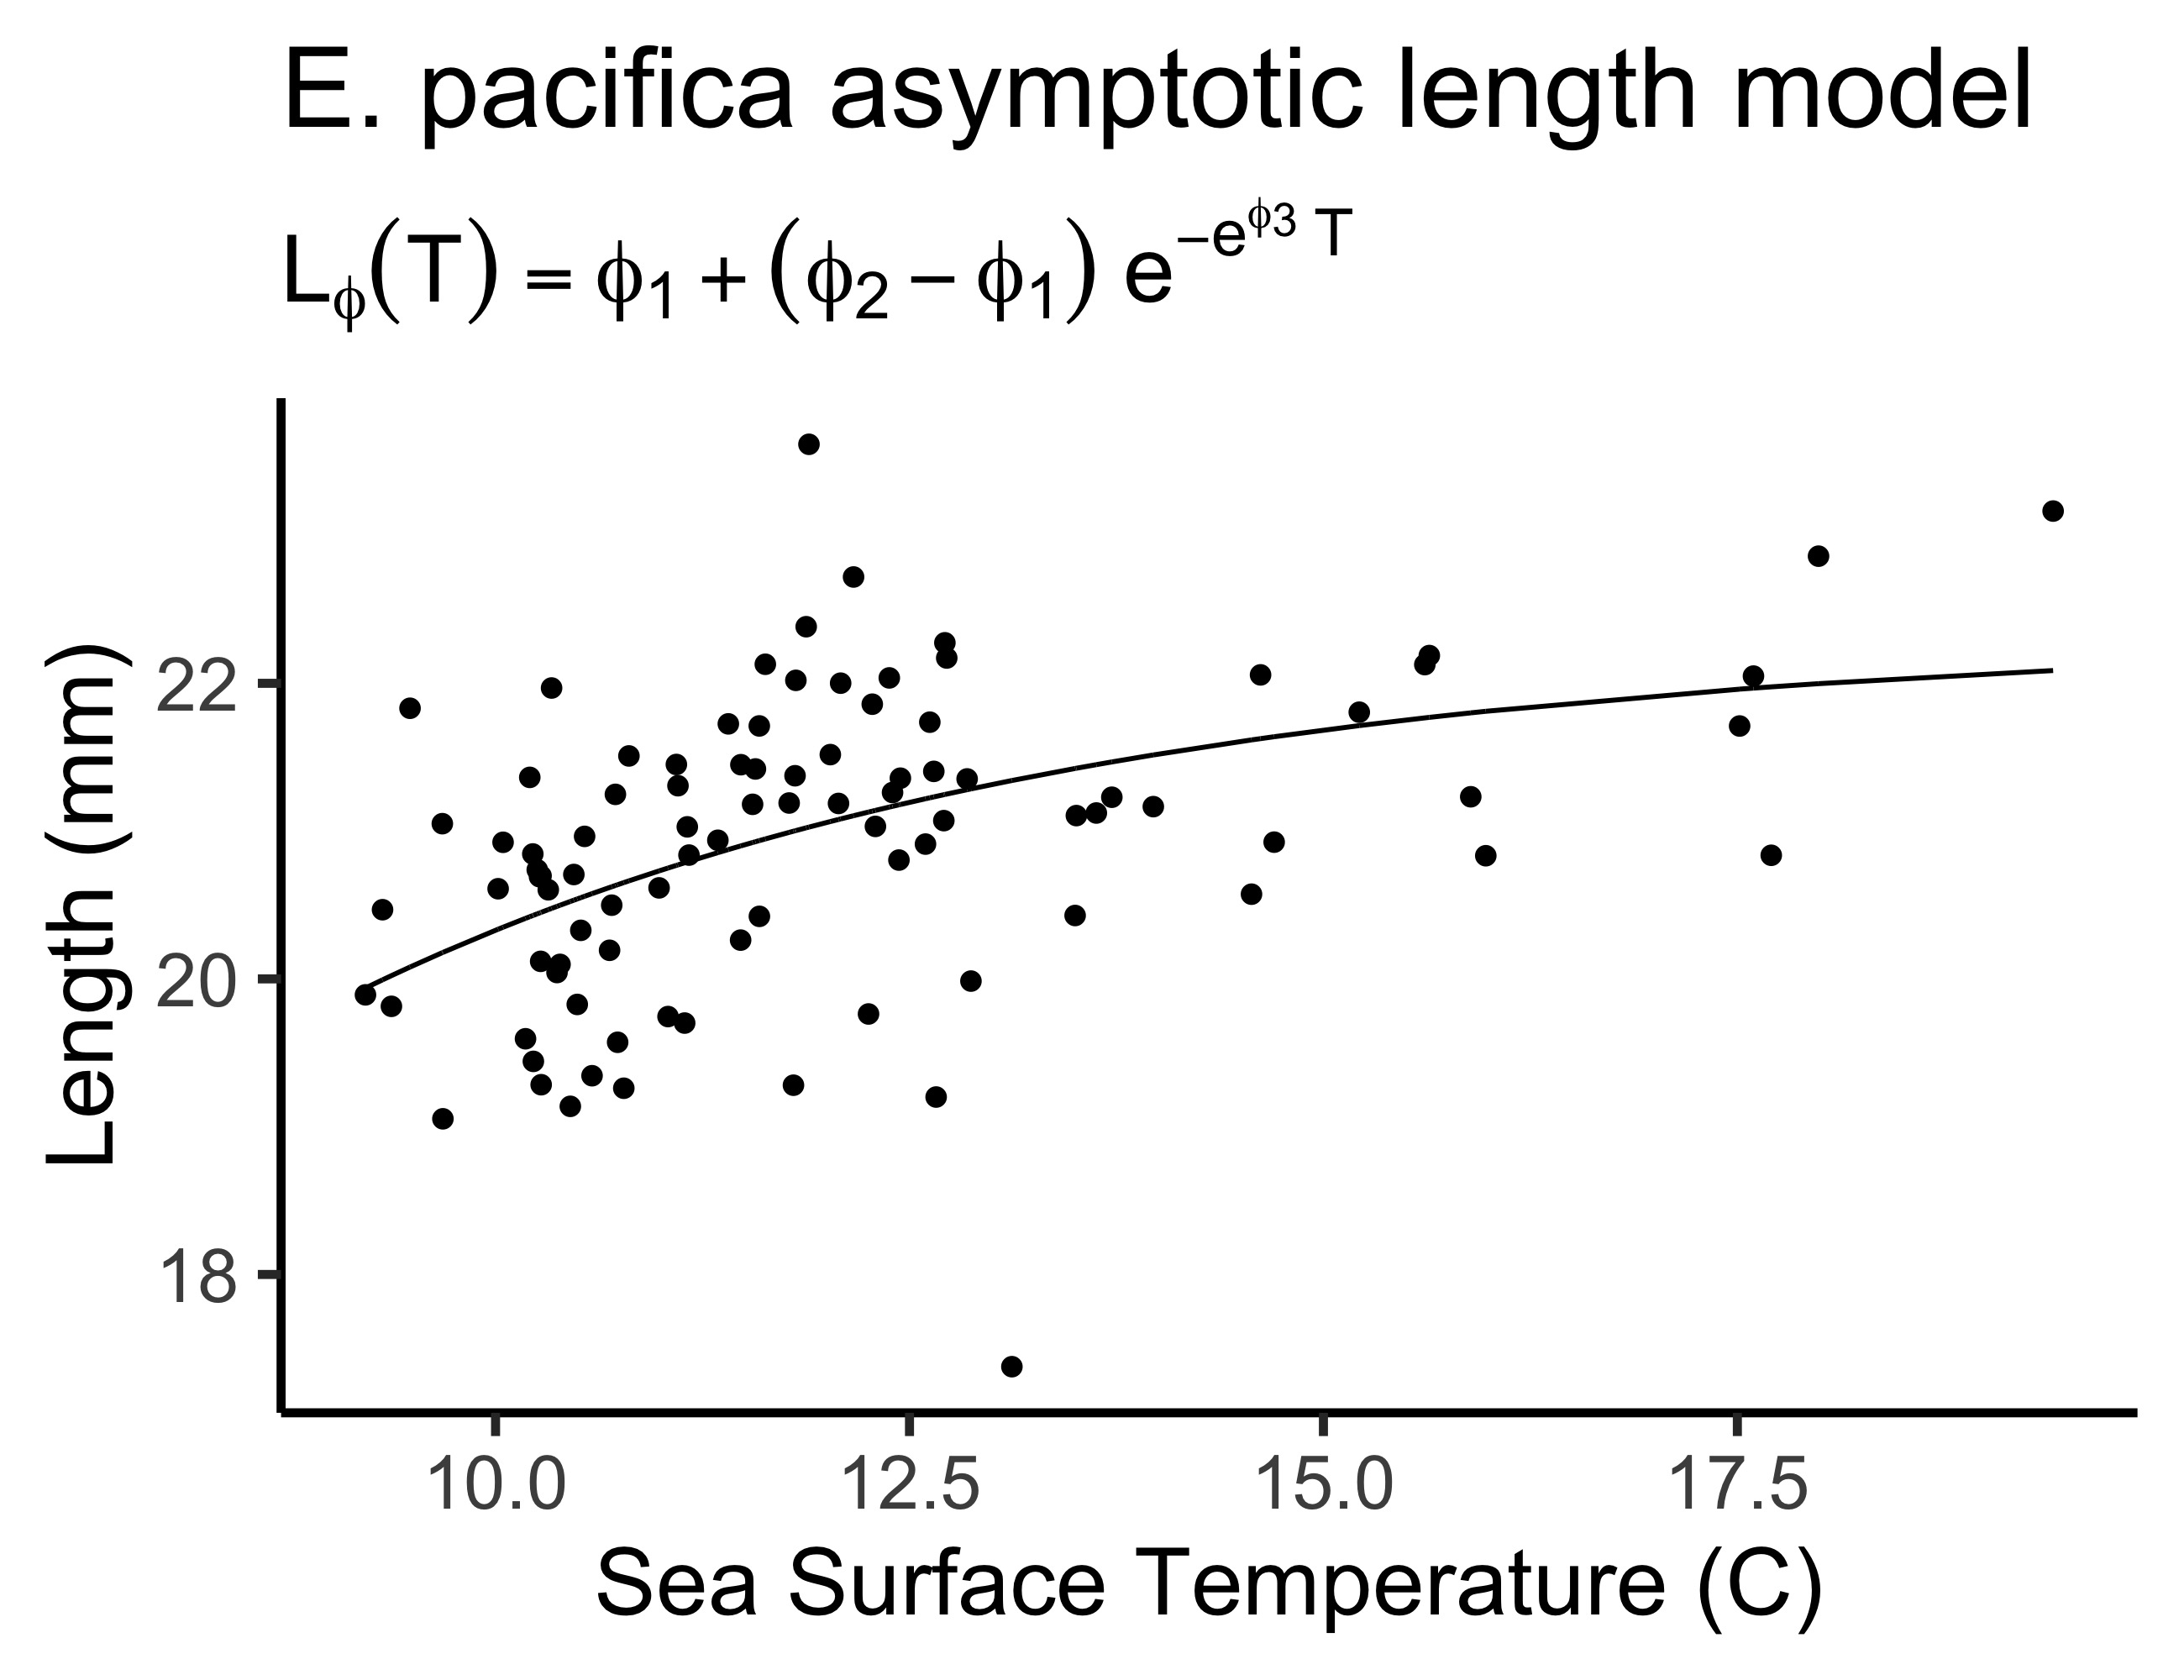 E. pacifica asymptotic length model
Lϕ(T) = ϕ1 + (ϕ2 − ϕ1) e−eϕ3 T
Length (mm)
22
20
18
10.0 12.5 15.0 17.5
Sea Surface Temperature (C)